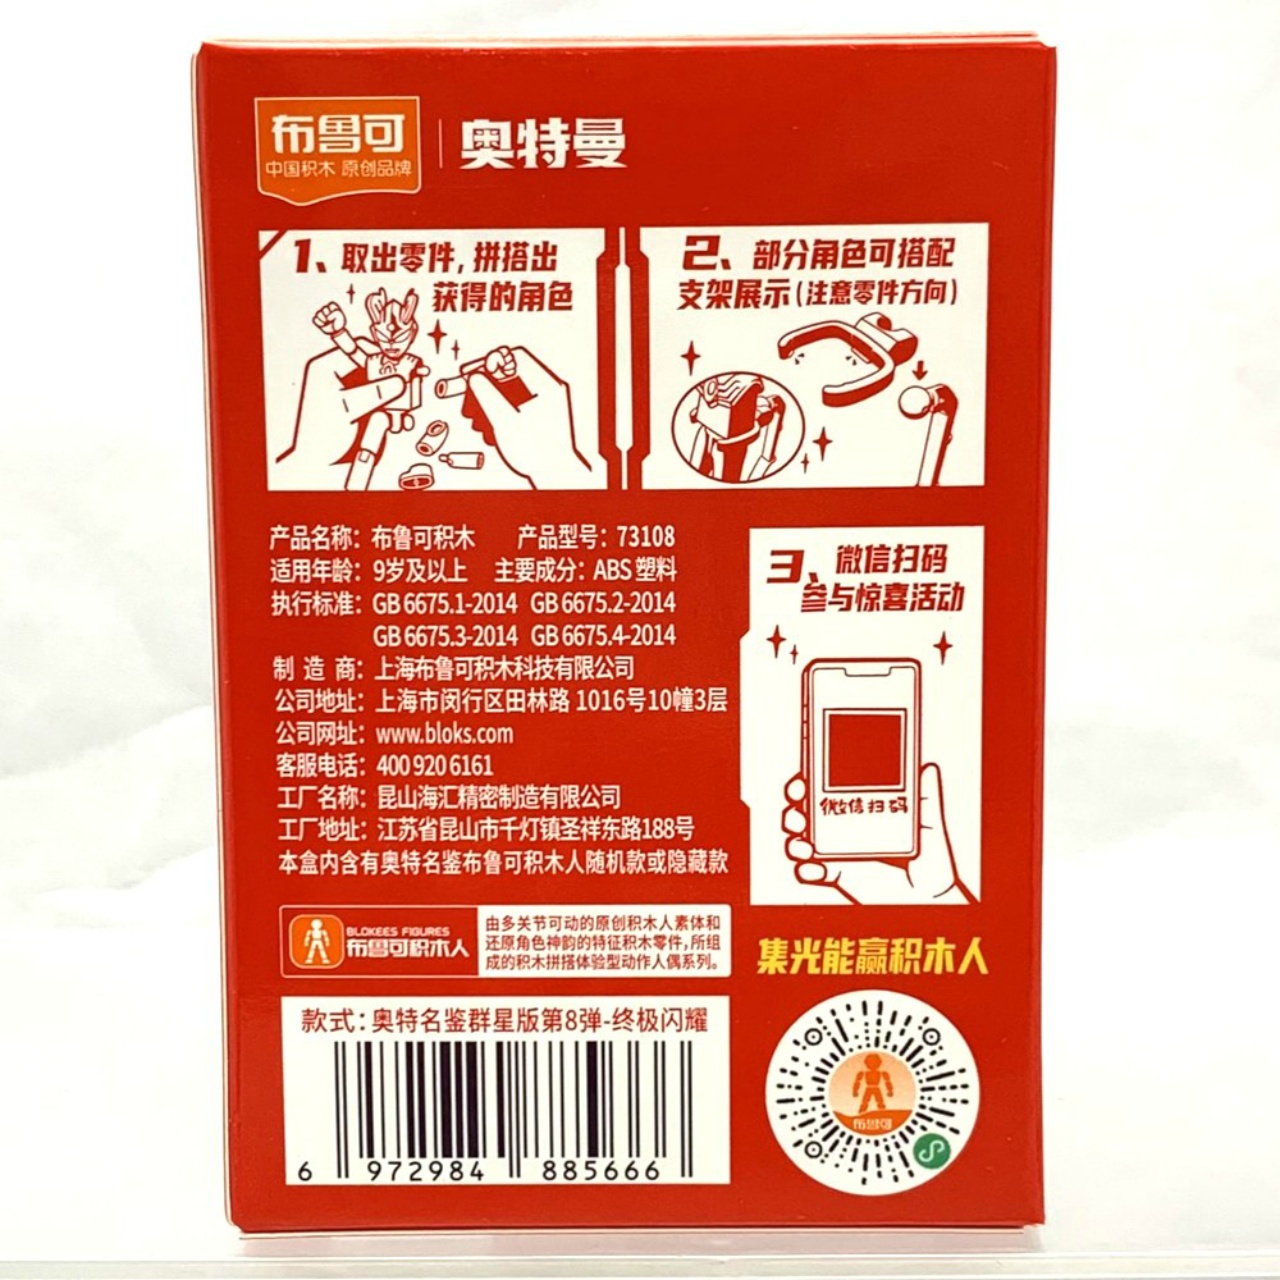 布鲁可
中国积木 原创品牌
奥特曼
1、取出零件,拼搭出
获得的角色
2、部分角色可搭配
支架展示(注意零件方向)
产品名称：布鲁可积木 产品型号：73108
适用年龄：9岁及以上 主要成分：ABS 塑料
执行标准：GB 6675.1-2014 GB 6675.2-2014
GB 6675.3-2014 GB 6675.4-2014
制造商：上海布鲁可积木科技有限公司
公司地址：上海市闵行区田林路 1016号10幢3层
公司网址：www.bloks.com
客服电话：400 920 6161
工厂名称：昆山海汇精密制造有限公司
工厂地址：江苏省昆山市千灯镇圣祥东路188号
本盒内含有奥特名鉴布鲁可积木人随机款或隐藏款
3、微信扫码
参与惊喜活动
微信扫码
BLOKEES FIGURES
布鲁可积木人
由多关节可动的原创积木人素体和
还原角色神韵的特征积木零件,所组
成的积木拼搭体验型动作人偶系列。
集光能赢积木人
款式：奥特名鉴群星版第8弹-终极闪耀
6 972984 885666
布鲁可